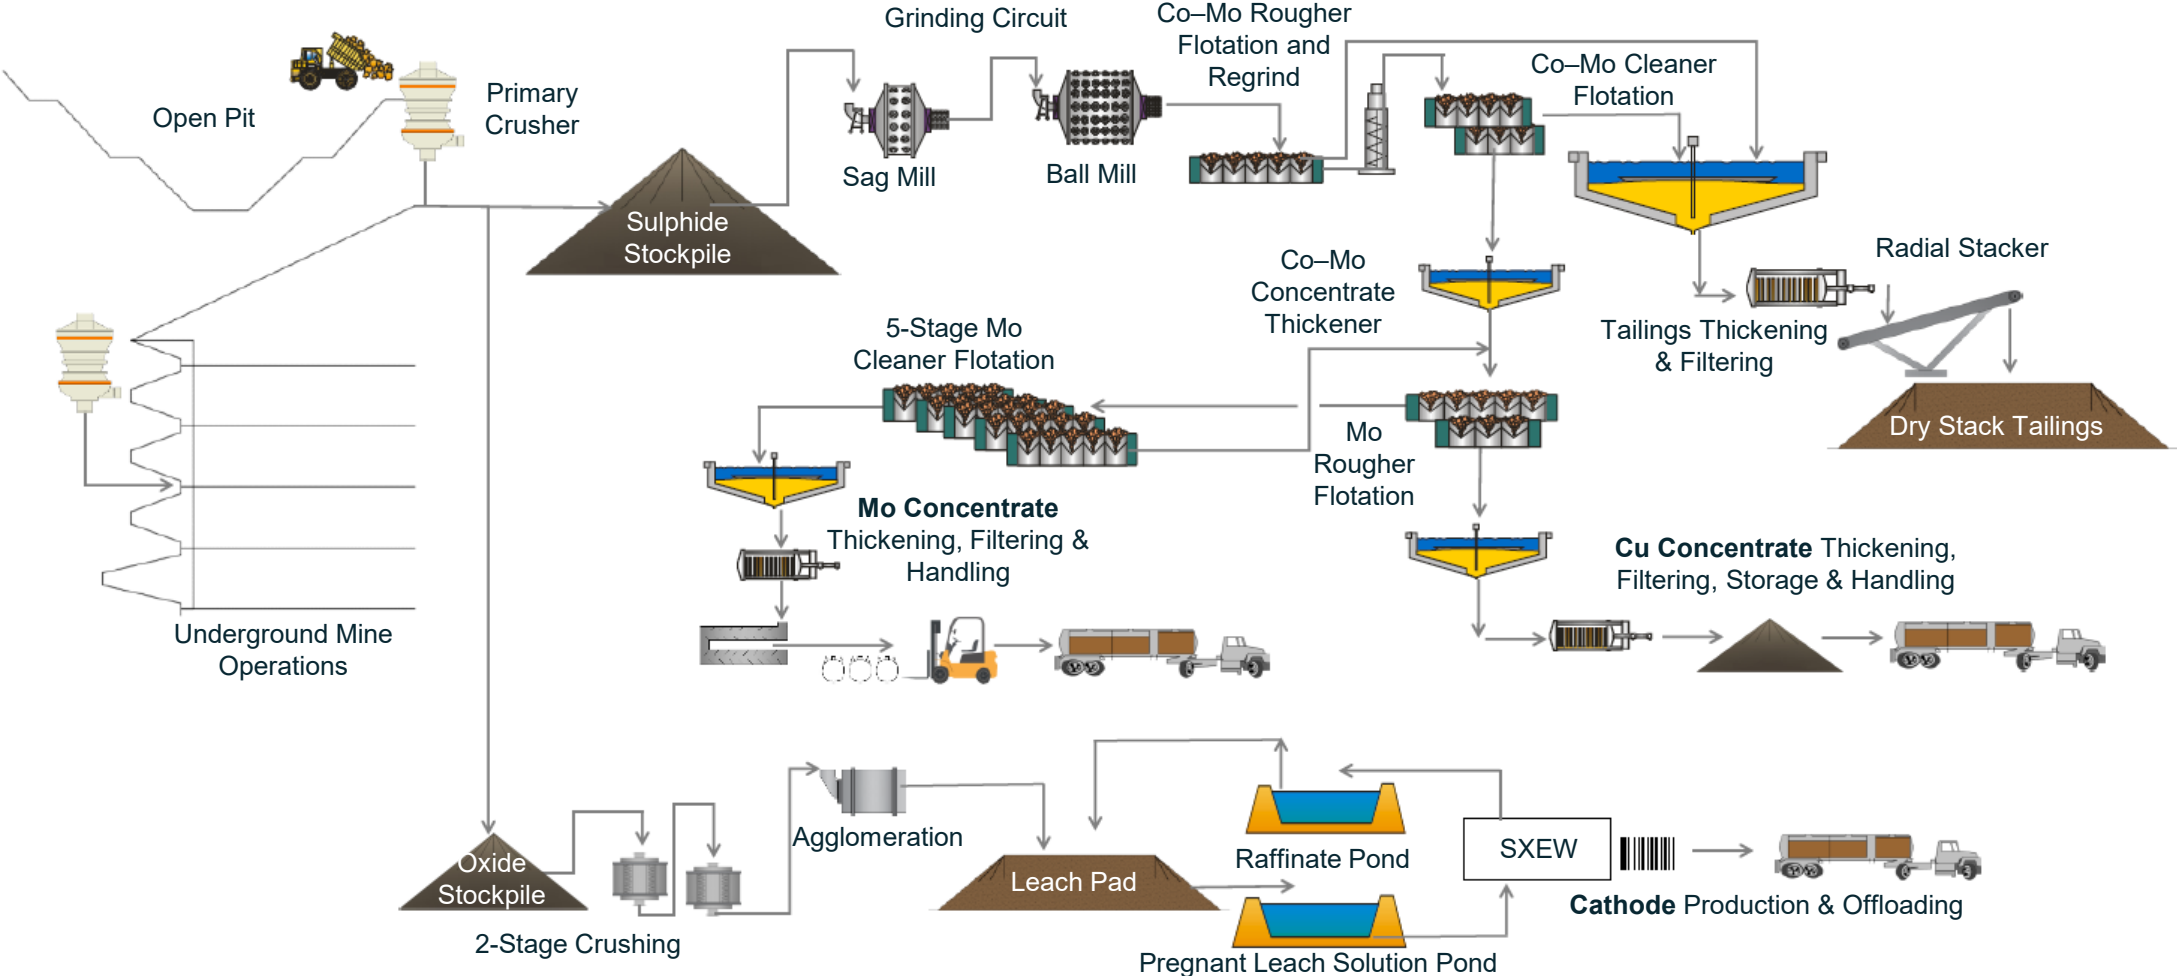 Grinding Circuit
Co–Mo Rougher
Flotation and
Regrind
Co–Mo Cleaner
Flotation
Open Pit
Primary
Crusher
Sag Mill
Ball Mill
Sulphide
Stockpile
Radial Stacker
Co–Mo
Concentrate
Thickener
Tailings Thickening
& Filtering
5-Stage Mo
Cleaner Flotation
Dry Stack Tailings
Mo
Rougher
Flotation
Mo Concentrate
Thickening, Filtering &
Handling
Cu Concentrate Thickening,
Filtering, Storage & Handling
Underground Mine
Operations
Agglomeration
Oxide
Stockpile
2-Stage Crushing
Leach Pad
Raffinate Pond
SXEW
Cathode Production & Offloading
Pregnant Leach Solution Pond